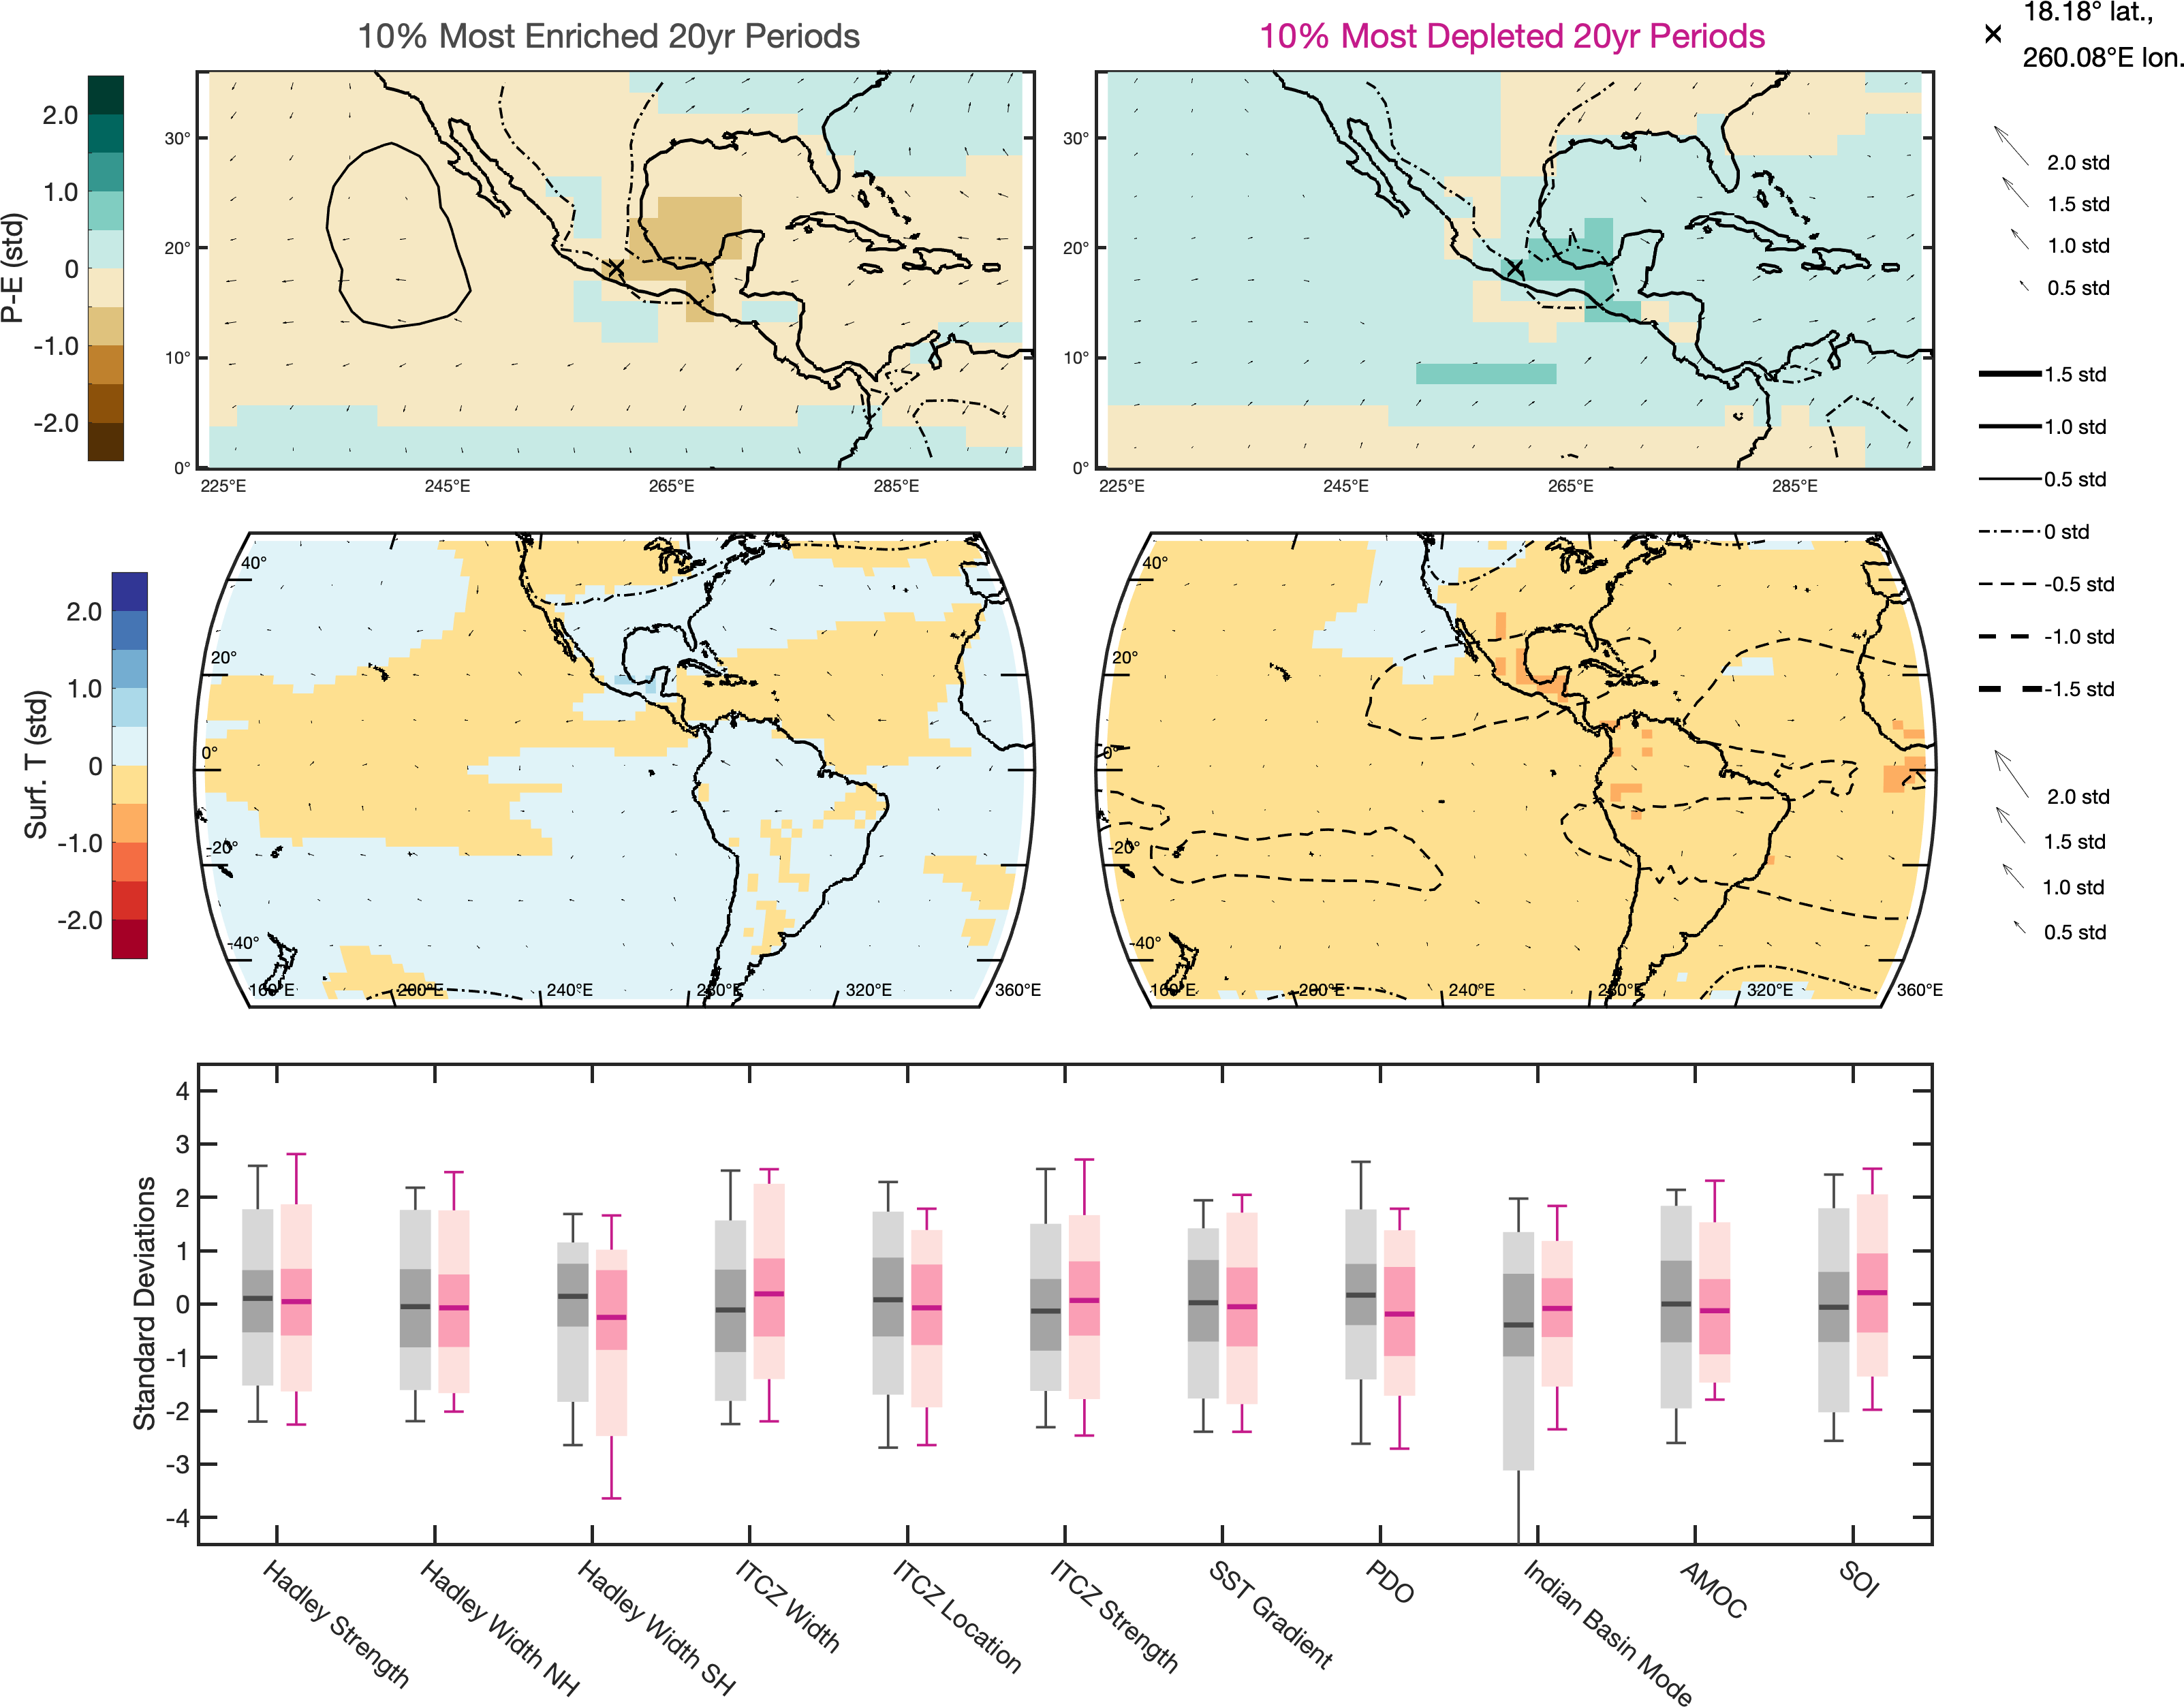 10% Most Enriched 20yr Periods
10% Most Depleted 20yr Periods
18.18° lat.,
260.08°E lon.
P-E (std)
2.0
1.0
0
-1.0
-2.0
30°
20°
10°
0°
225°E
245°E
265°E
285°E
30°
20°
10°
0°
225°E
245°E
265°E
285°E
2.0 std
1.5 std
1.0 std
0.5 std
1.5 std
1.0 std
0.5 std
0 std
-0.5 std
-1.0 std
-1.5 std
Surf. T (std)
2.0
1.0
0
-1.0
-2.0
40°
20°
0°
-20°
-40°
160°E
200°E
240°E
280°E
320°E
360°E
40°
20°
0°
-20°
-40°
160°E
200°E
240°E
280°E
320°E
360°E
2.0 std
1.5 std
1.0 std
0.5 std
Standard Deviations
4
3
2
1
0
-1
-2
-3
-4
Hadley Strength
Hadley Width NH
Hadley Width SH
ITCZ Width
ITCZ Location
ITCZ Strength
SST Gradient
PDO
Indian Basin Mode
AMOC
SOI